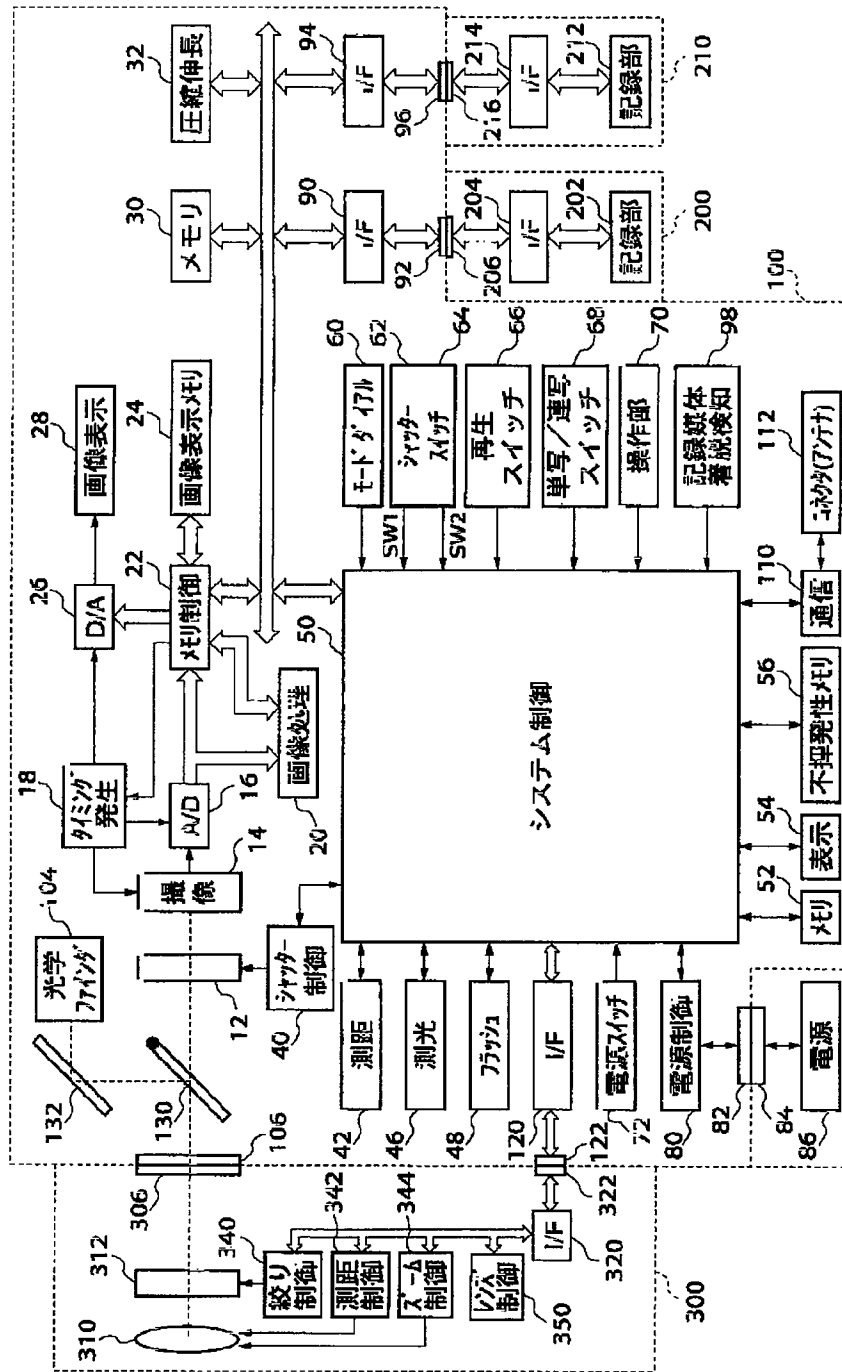 310
312
306
106
132
130
光学
ファインダ
104
12
撮
像
14
A/D
16
タイミング
発生
18
D/A
26
画像表示
28
メモリ制御
22
画像表示メモリ
24
画像処理
20
メモリ
30
圧縮伸長
32
I/F
90
I/F
94
92
206
96
216
I/F
204
I/F
214
記録部
202
記録部
212
200
210
絞り
制御
340
測距
制御
342
ズーム
制御
344
レンズ
制御
350
I/F
320
322
122
300
シャッター
制御
40
測距
42
測光
46
フラッシュ
48
I/F
120
電源スイッチ
72
電源制御
80
82
84
電源
86
システム制御
50
モードダイアル
60
シャッター
スイッチ
62
64
SW1
SW2
再生
スイッチ
66
単写/連写
スイッチ
68
操作部
70
記録媒体
着脱検知
98
100
メモリ
52
表示
54
不揮発性メモリ
56
通信
110
コネクタ(アンテナ)
112